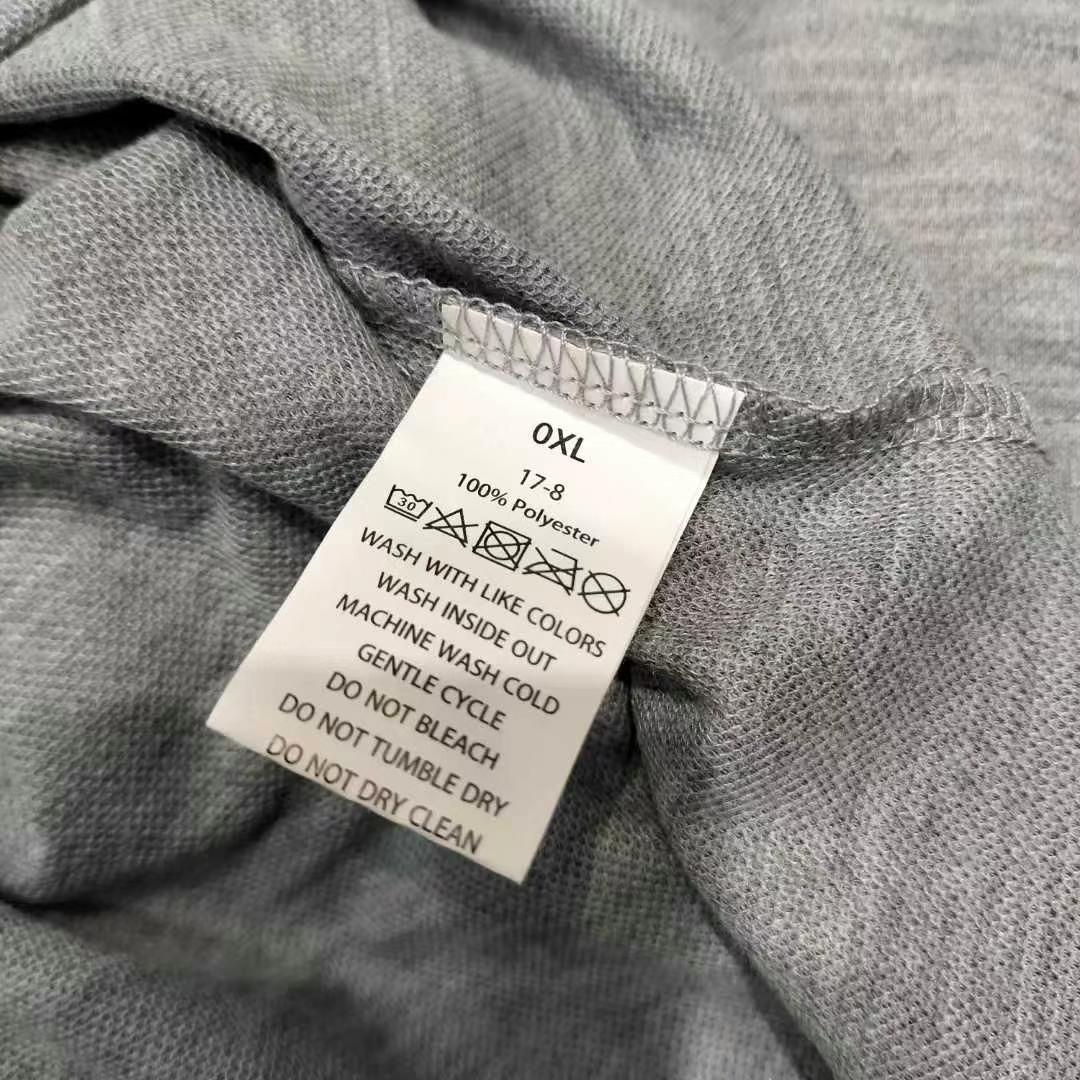 0XL
17-8
100% Polyester
30
WASH WITH LIKE COLORS
WASH INSIDE OUT
MACHINE WASH COLD
GENTLE CYCLE
DO NOT BLEACH
DO NOT TUMBLE DRY
DO NOT DRY CLEAN